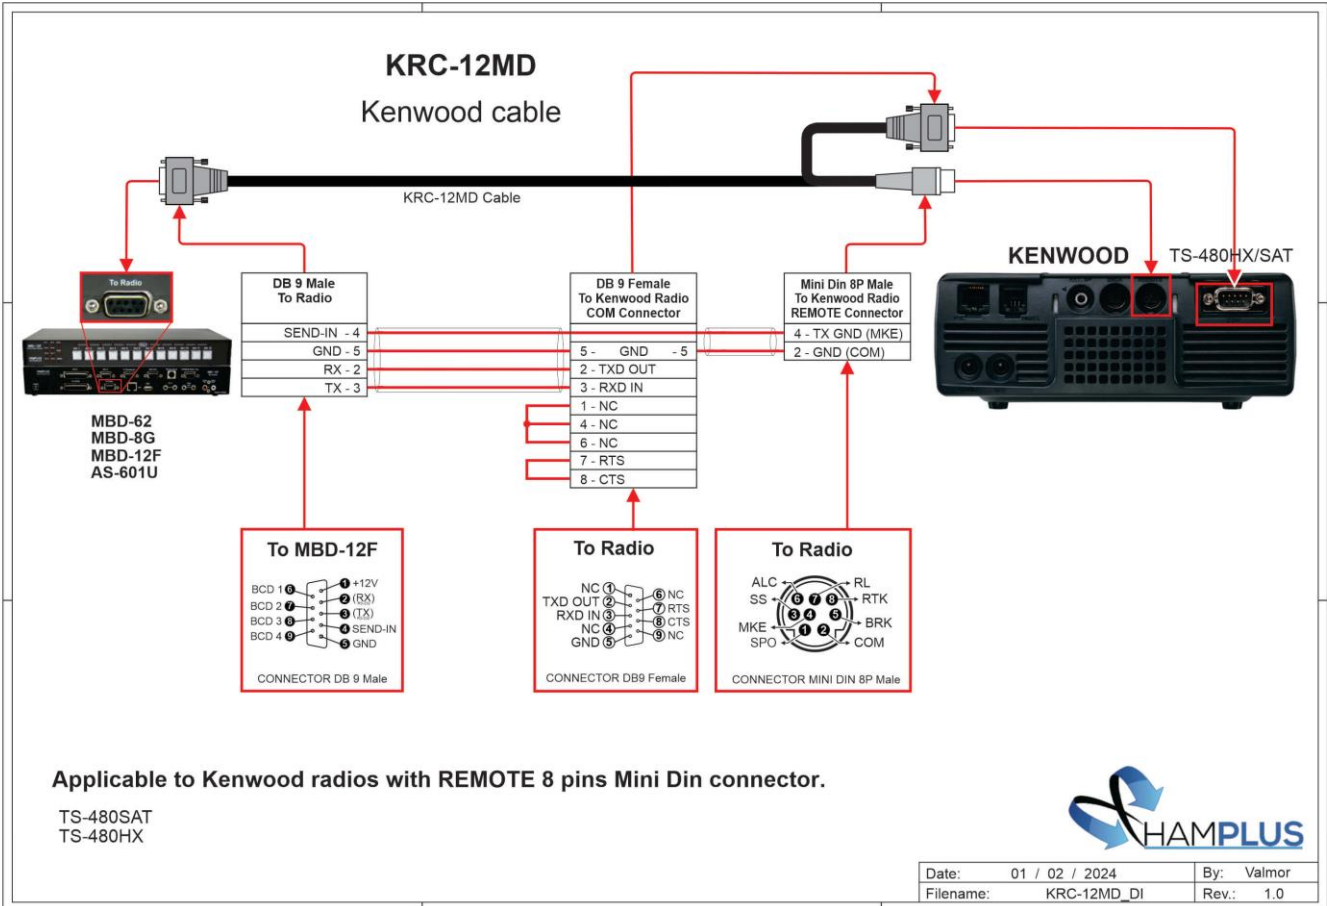 KRC-12MD
Kenwood cable
KRC-12MD Cable
KENWOOD
TS-480HX/SAT
To Radio
MBD-62
MBD-8G
MBD-12F
AS-601U
DB 9 Male
To Radio
SEND-IN - 4
GND - 5
RX - 2
TX - 3
DB 9 Female
To Kenwood Radio
COM Connector
5 - GND - 5
2 - TXD OUT
3 - RXD IN
1 - NC
4 - NC
6 - NC
7 - RTS
8 - CTS
Mini Din 8P Male
To Kenwood Radio
REMOTE Connector
4 - TX GND (MKE)
2 - GND (COM)
To MBD-12F
BCD 1 6
BCD 2 7
BCD 3 8
BCD 4 9
1 +12V
2 (RX)
3 (TX)
4 SEND-IN
5 GND
CONNECTOR DB 9 Male
To Radio
NC 1
TXD OUT 2
RXD IN 3
NC 4
GND 5
6 NC
7 RTS
8 CTS
9 NC
CONNECTOR DB9 Female
To Radio
ALC
SS
MKE
SPO
6 7 8
3 4 5
1 2
RL
RTK
BRK
COM
CONNECTOR MINI DIN 8P Male
Applicable to Kenwood radios with REMOTE 8 pins Mini Din connector.
TS-480SAT
TS-480HX
HAMPLUS
Date: 01 / 02 / 2024
By: Valmor
Filename: KRC-12MD_DI
Rev.: 1.0